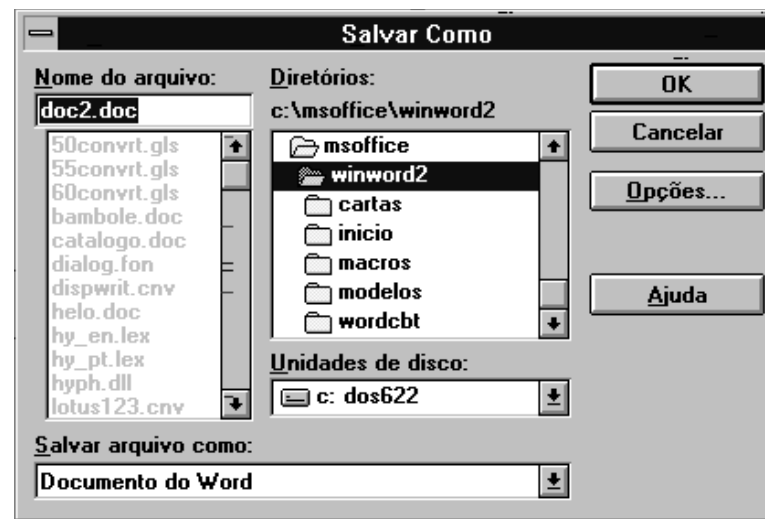 Salvar Como
Nome do arquivo:
doc2.doc
50convrt.gls
55convrt.gls
60convrt.gls
bambole.doc
catalogo.doc
dialog.fon
dispwrit.cnv
helo.doc
hy_en.lex
hy_pt.lex
hyph.dll
lotus123.cnv
Salvar arquivo como:
Documento do Word
Diretórios:
c:\msoffice\winword2
msoffice
winword2
cartas
inicio
macros
modelos
wordcbt
Unidades de disco:
c: dos622
OK
Cancelar
Opções...
Ajuda